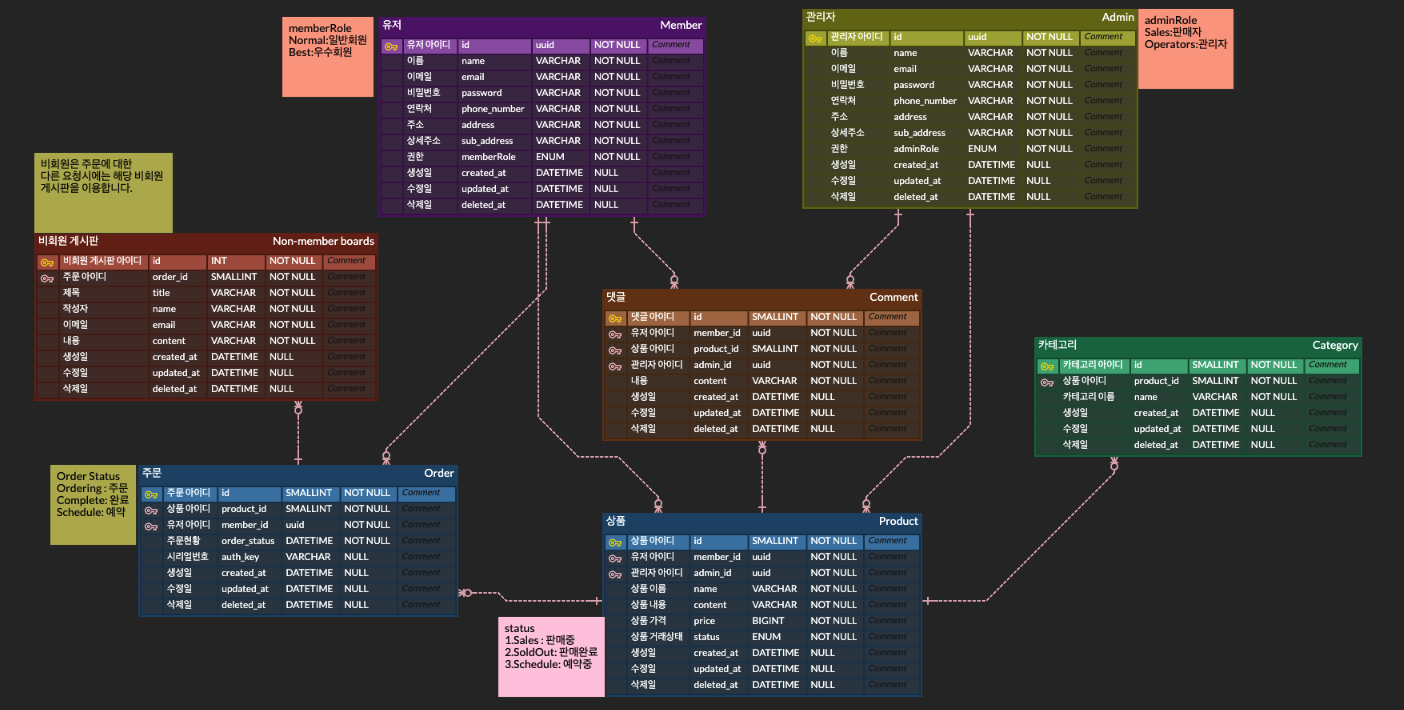 memberRole
Normal:일반회원
Best:우수회원
유저 Member
유저 아이디 id uuid NOT NULL Comment
이름 name VARCHAR NOT NULL Comment
이메일 email VARCHAR NOT NULL Comment
비밀번호 password VARCHAR NOT NULL Comment
연락처 phone_number VARCHAR NOT NULL Comment
주소 address VARCHAR NOT NULL Comment
상세주소 sub_address VARCHAR NOT NULL Comment
권한 memberRole ENUM NOT NULL Comment
생성일 created_at DATETIME NULL Comment
수정일 updated_at DATETIME NULL Comment
삭제일 deleted_at DATETIME NULL Comment
관리자 Admin
관리자 아이디 id uuid NOT NULL Comment
이름 name VARCHAR NOT NULL Comment
이메일 email VARCHAR NOT NULL Comment
비밀번호 password VARCHAR NOT NULL Comment
연락처 phone_number VARCHAR NOT NULL Comment
주소 address VARCHAR NOT NULL Comment
상세주소 sub_address VARCHAR NOT NULL Comment
권한 adminRole ENUM NOT NULL Comment
생성일 created_at DATETIME NULL Comment
수정일 updated_at DATETIME NULL Comment
삭제일 deleted_at DATETIME NULL Comment
adminRole
Sales:판매자
Operators:관리자
비회원은 주문에 대한
다른 요청시에는 해당 비회원
게시판을 이용합니다.
비회원 게시판 Non-member boards
비회원 게시판 아이디 id INT NOT NULL Comment
주문 아이디 order_id SMALLINT NOT NULL Comment
제목 title VARCHAR NOT NULL Comment
작성자 name VARCHAR NOT NULL Comment
이메일 email VARCHAR NOT NULL Comment
내용 content VARCHAR NOT NULL Comment
생성일 created_at DATETIME NULL Comment
수정일 updated_at DATETIME NULL Comment
삭제일 deleted_at DATETIME NULL Comment
댓글 Comment
댓글 아이디 id SMALLINT NOT NULL Comment
유저 아이디 member_id uuid NOT NULL Comment
상품 아이디 product_id SMALLINT NOT NULL Comment
관리자 아이디 admin_id uuid NOT NULL Comment
내용 content VARCHAR NOT NULL Comment
생성일 created_at DATETIME NULL Comment
수정일 updated_at DATETIME NULL Comment
삭제일 deleted_at DATETIME NULL Comment
카테고리 Category
카테고리 아이디 id SMALLINT NOT NULL Comment
상품 아이디 product_id SMALLINT NOT NULL Comment
카테고리 이름 name VARCHAR NOT NULL Comment
생성일 created_at DATETIME NULL Comment
수정일 updated_at DATETIME NULL Comment
삭제일 deleted_at DATETIME NULL Comment
Order Status
Ordering : 주문
Complete: 완료
Schedule: 예약
주문 Order
주문 아이디 id SMALLINT NOT NULL Comment
상품 아이디 product_id SMALLINT NOT NULL Comment
유저 아이디 member_id uuid NOT NULL Comment
주문현황 order_status DATETIME NOT NULL Comment
시리얼번호 auth_key VARCHAR NULL Comment
생성일 created_at DATETIME NULL Comment
수정일 updated_at DATETIME NULL Comment
삭제일 deleted_at DATETIME NULL Comment
상품 Product
상품 아이디 id SMALLINT NOT NULL Comment
유저 아이디 member_id uuid NOT NULL Comment
관리자 아이디 admin_id uuid NOT NULL Comment
상품 이름 name VARCHAR NOT NULL Comment
상품 내용 content VARCHAR NOT NULL Comment
상품 가격 price BIGINT NOT NULL Comment
상품 거래상태 status ENUM NOT NULL Comment
생성일 created_at DATETIME NULL Comment
수정일 updated_at DATETIME NULL Comment
삭제일 deleted_at DATETIME NULL Comment
status
1.Sales : 판매중
2.SoldOut: 판매완료
3.Schedule: 예약중